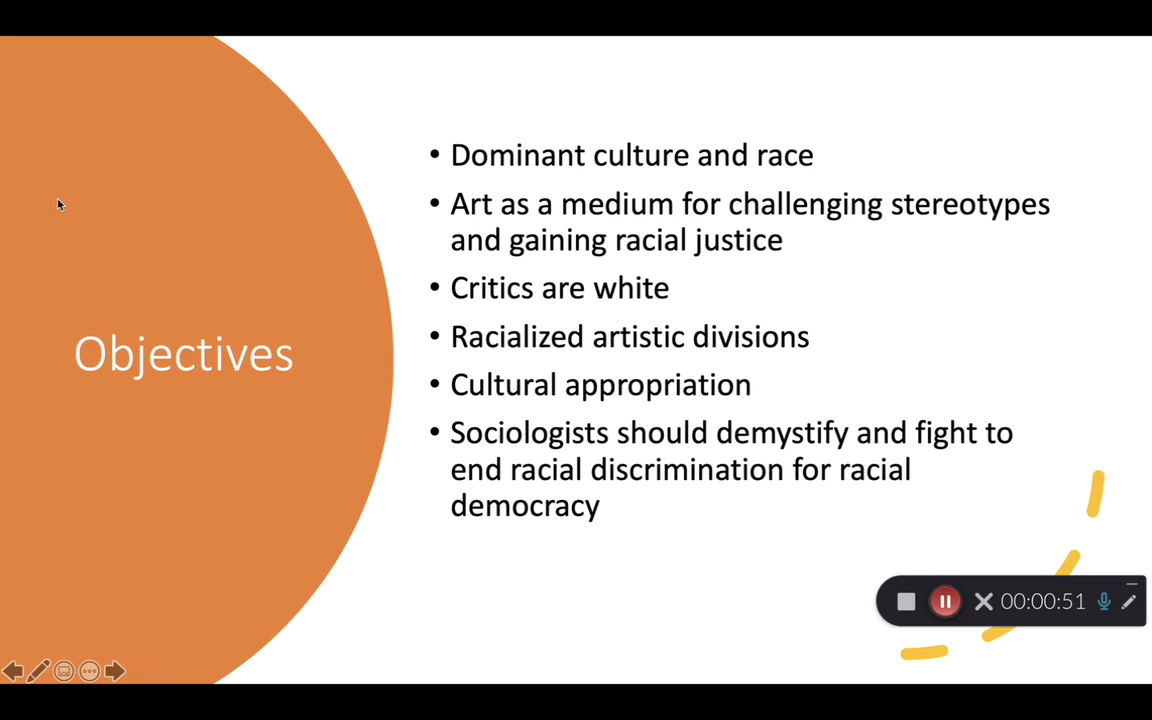 Objectives
• Dominant culture and race
• Art as a medium for challenging stereotypes
and gaining racial justice
• Critics are white
• Racialized artistic divisions
• Cultural appropriation
• Sociologists should demystify and fight to
end racial discrimination for racial
democracy
00:00:51